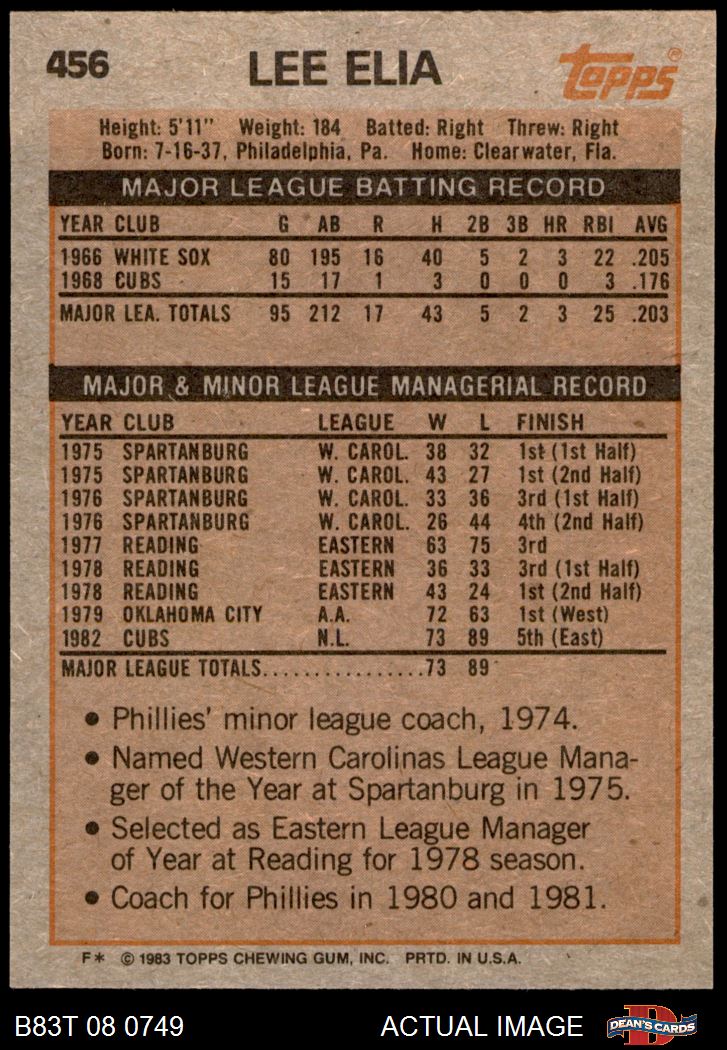 456 LEE ELIA Topps®
Height: 5'11" Weight: 184 Batted: Right Threw: Right
Born: 7-16-37, Philadelphia, Pa. Home: Clearwater, Fla.
MAJOR LEAGUE BATTING RECORD
YEAR CLUB G AB R H 2B 3B HR RBI AVG
1966 WHITE SOX 80 195 16 40 5 2 3 22 .205
1968 CUBS 15 17 1 3 0 0 0 3 .176
MAJOR LEA. TOTALS 95 212 17 43 5 2 3 25 .203
MAJOR & MINOR LEAGUE MANAGERIAL RECORD
YEAR CLUB LEAGUE W L FINISH
1975 SPARTANBURG W. CAROL. 38 32 1st (1st Half)
1975 SPARTANBURG W. CAROL. 43 27 1st (2nd Half)
1976 SPARTANBURG W. CAROL. 33 36 3rd (1st Half)
1976 SPARTANBURG W. CAROL. 26 44 4th (2nd Half)
1977 READING EASTERN 63 75 3rd
1978 READING EASTERN 36 33 3rd (1st Half)
1978 READING EASTERN 43 24 1st (2nd Half)
1979 OKLAHOMA CITY A.A. 72 63 1st (West)
1982 CUBS N.L. 73 89 5th (East)
MAJOR LEAGUE TOTALS................73 89
• Phillies' minor league coach, 1974.
• Named Western Carolinas League Mana-
ger of the Year at Spartanburg in 1975.
• Selected as Eastern League Manager
of Year at Reading for 1978 season.
• Coach for Phillies in 1980 and 1981.
F* © 1983 TOPPS CHEWING GUM, INC. PRTD. IN U.S.A.
B83T 08 0749 ACTUAL IMAGE D DEAN'S CARDS